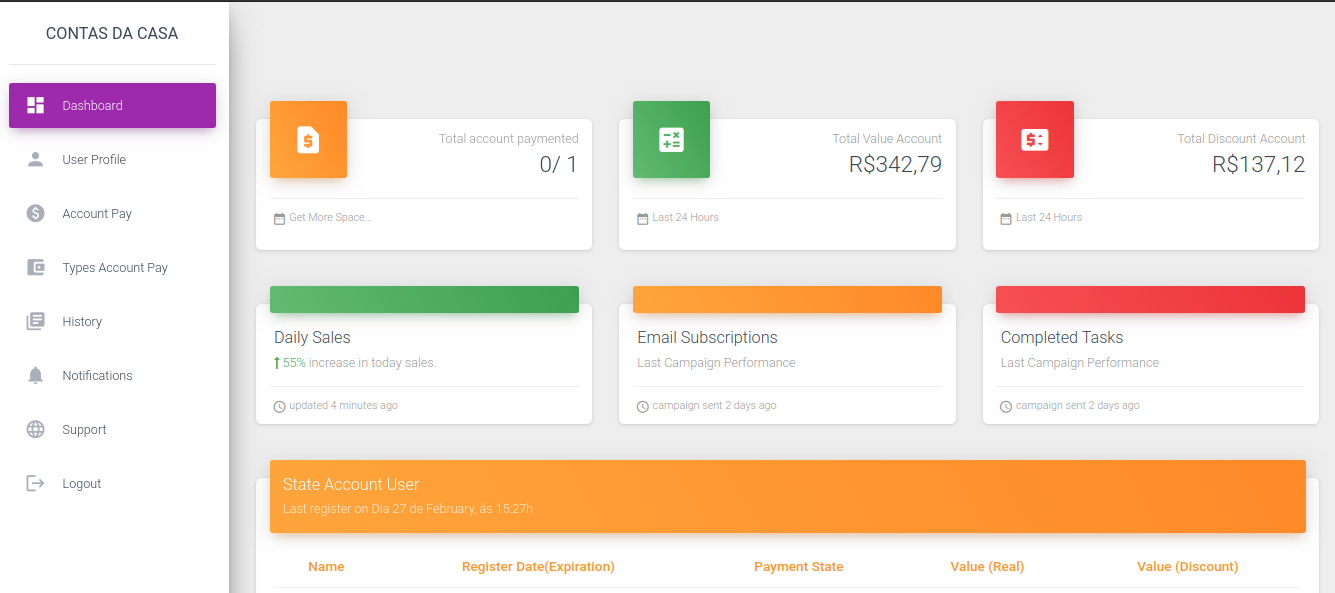 CONTAS DA CASA
Dashboard
User Profile
Account Pay
Types Account Pay
History
Notifications
Support
Logout
Total account paymented
0/ 1
Get More Space...
Total Value Account
R$342,79
Last 24 Hours
Total Discount Account
R$137,12
Last 24 Hours
Daily Sales
55% increase in today sales.
updated 4 minutes ago
Email Subscriptions
Last Campaign Performance
campaign sent 2 days ago
Completed Tasks
Last Campaign Performance
campaign sent 2 days ago
State Account User
Last register on Dia 27 de February, às 15:27h
Name Register Date(Expiration) Payment State Value (Real) Value (Discount)